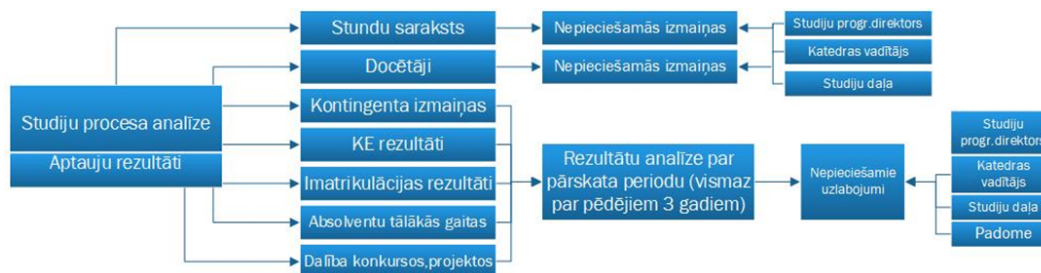 Studiju procesa analīze
Aptauju rezultāti
Stundu saraksts
Docētāji
Kontingenta izmaiņas
KE rezultāti
Imatrikulācijas rezultāti
Absolventu tālākās gaitas
Dalība konkursos,projektos
Nepieciešamās izmaiņas
Nepieciešamās izmaiņas
Studiju progr.direktors
Katedras vadītājs
Studiju daļa
Rezultātu analīze par
pārskata periodu (vismaz
par pēdējiem 3 gadiem)
Nepieciešamie
uzlabojumi
Studiju
progr.direktors
Katedras
vadītājs
Studiju daļa
Padome